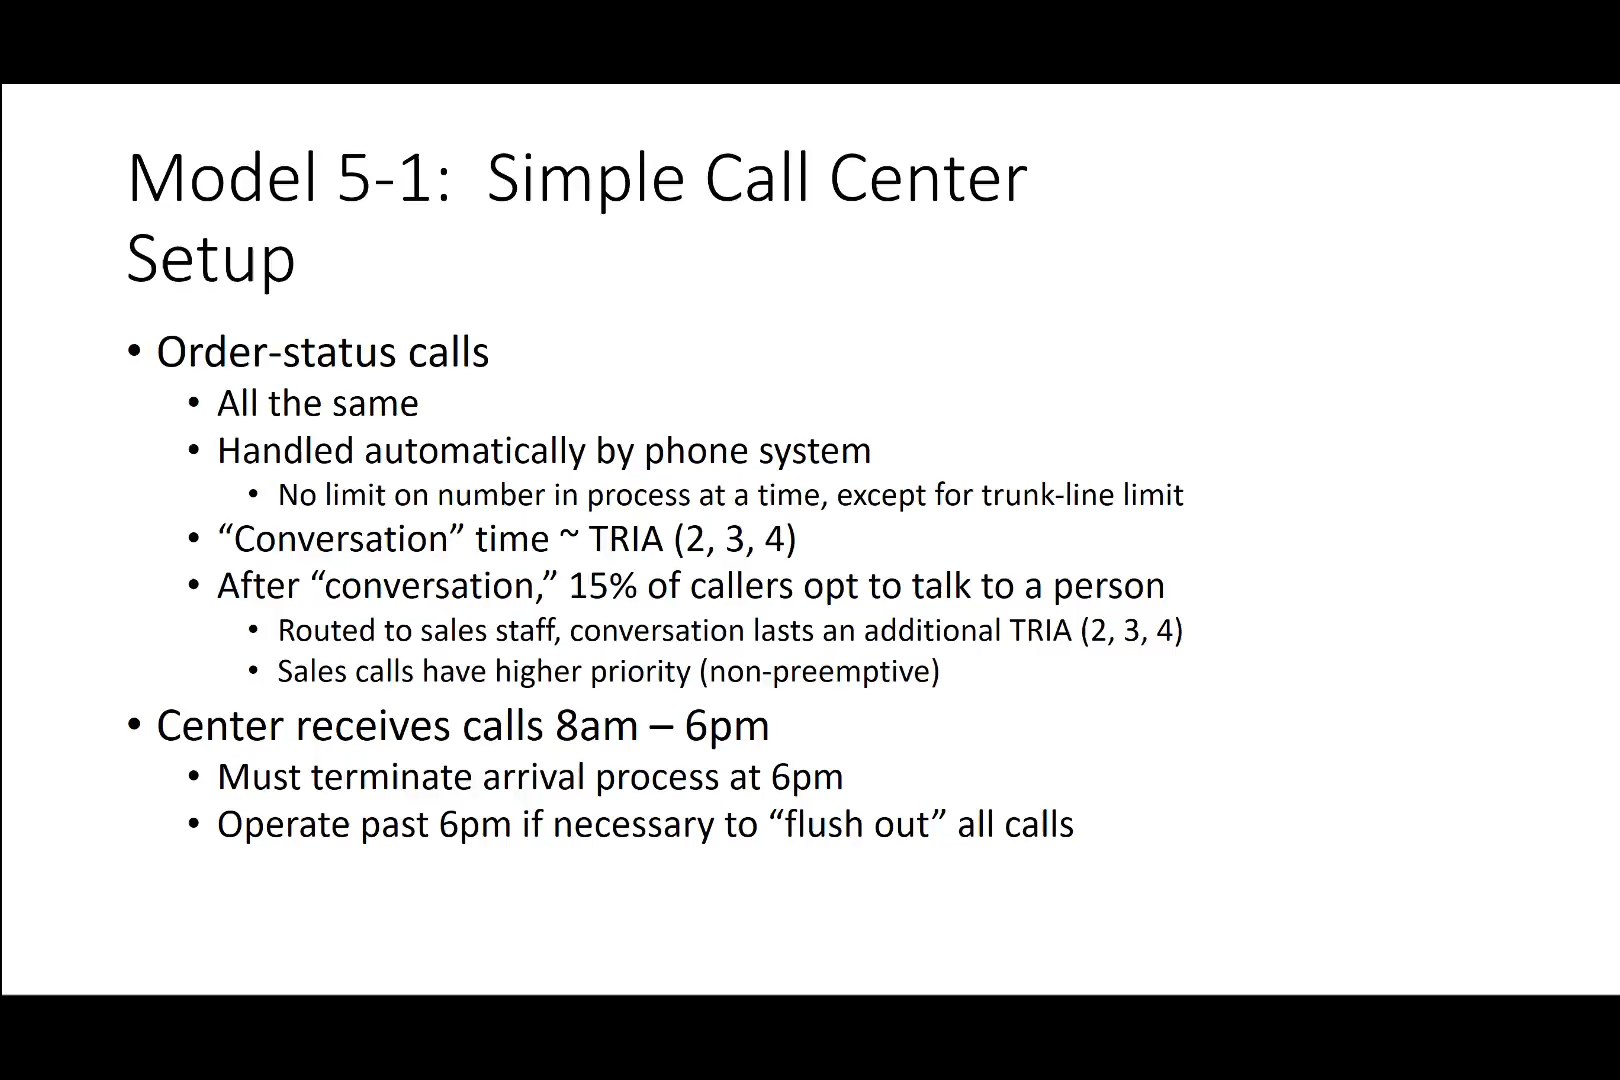 Model 5-1:  Simple Call Center
Setup
• Order-status calls
• All the same
• Handled automatically by phone system
• No limit on number in process at a time, except for trunk-line limit
• “Conversation” time ~ TRIA (2, 3, 4)
• After “conversation,” 15% of callers opt to talk to a person
• Routed to sales staff, conversation lasts an additional TRIA (2, 3, 4)
• Sales calls have higher priority (non-preemptive)
• Center receives calls 8am – 6pm
• Must terminate arrival process at 6pm
• Operate past 6pm if necessary to “flush out” all calls